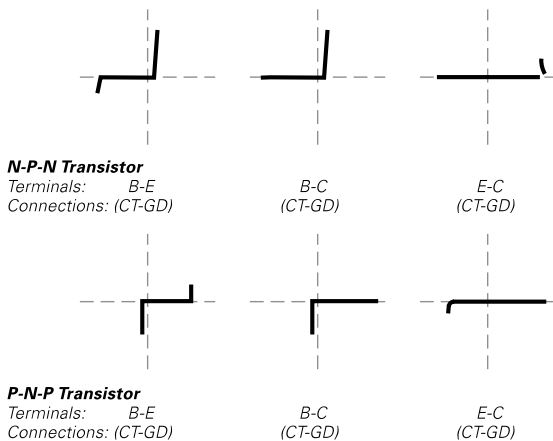 N-P-N Transistor
Terminals: B-E B-C E-C
Connections: (CT-GD) (CT-GD) (CT-GD)
P-N-P Transistor
Terminals: B-E B-C E-C
Connections: (CT-GD) (CT-GD) (CT-GD)